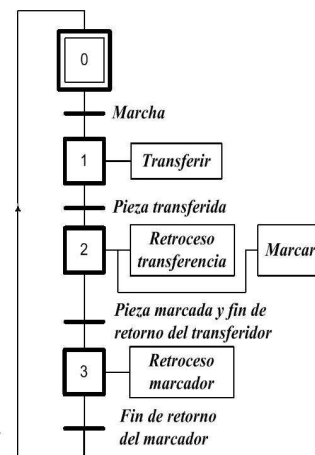 0
Marcha
1
Transferir
Pieza transferida
2
Retroceso
transferencia
Marcar
Pieza marcada y fin de
retorno del transferidor
3
Retroceso
marcador
Fin de retorno
del marcador